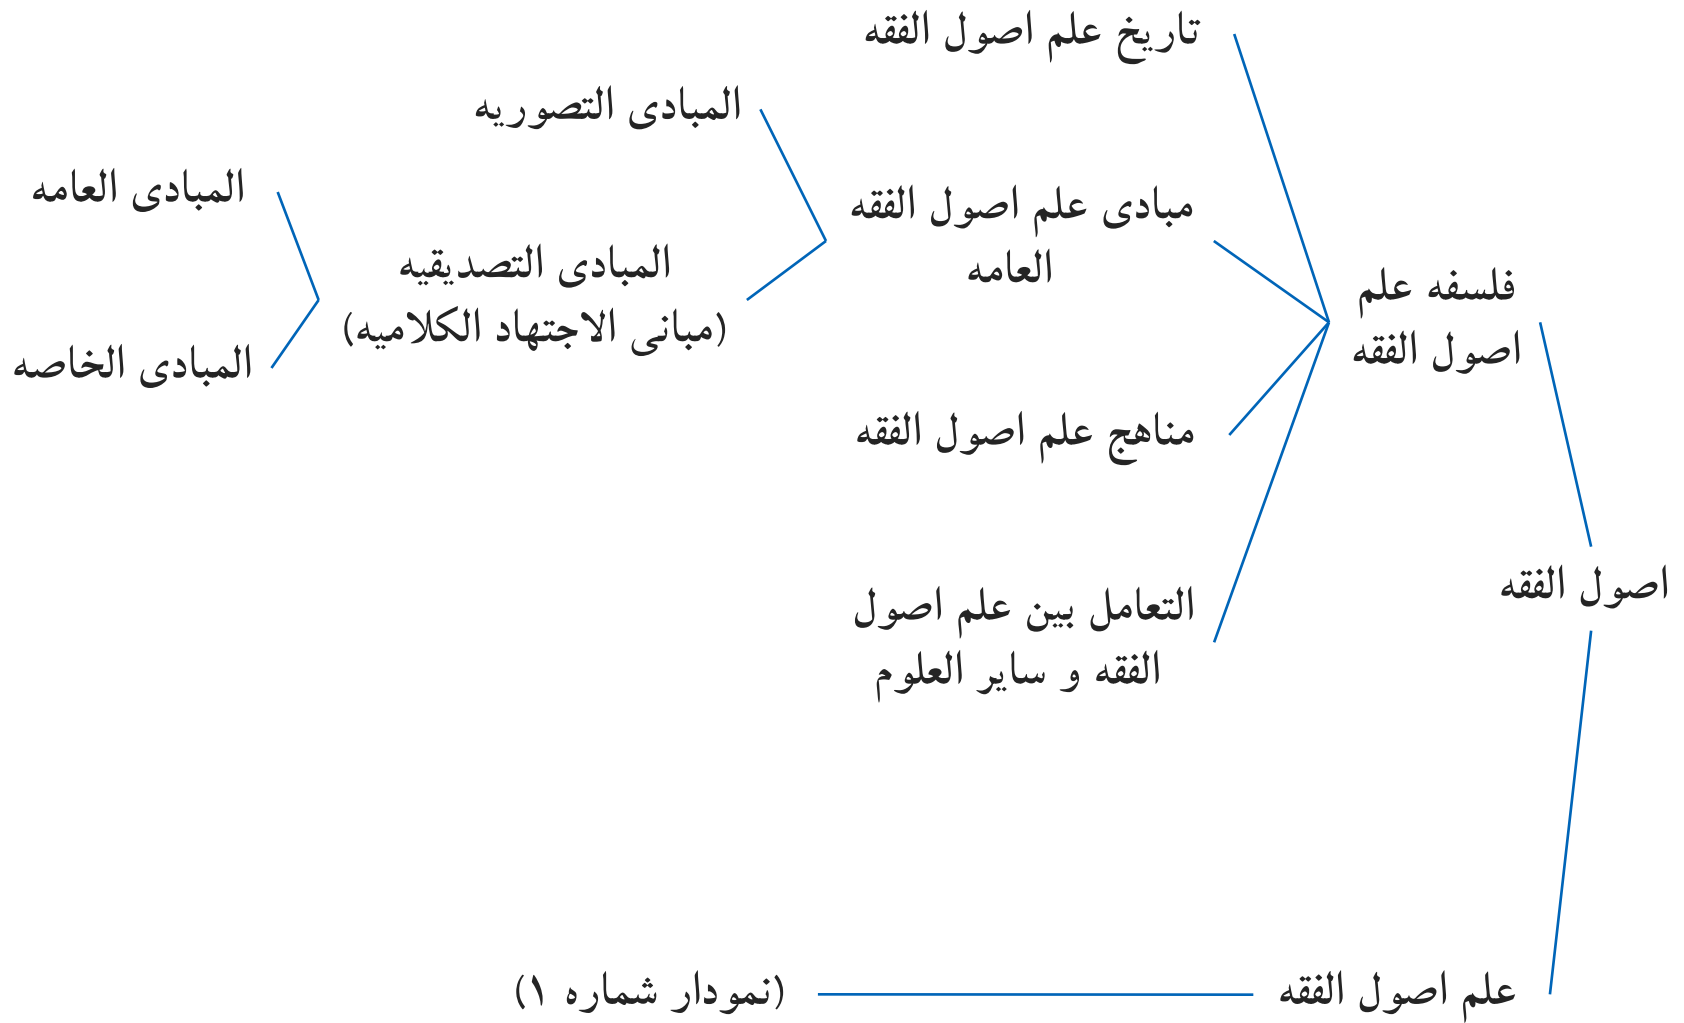 اصول الفقه
فلسفه علم
اصول الفقه
تاریخ علم اصول الفقه
مبادی علم اصول الفقه
العامه
المبادی التصوریه
المبادی التصدیقیه
(مبانی الاجتهاد الکلامیه)
المبادی العامه
المبادی الخاصه
مناهج علم اصول الفقه
التعامل بین علم اصول
الفقه و سایر العلوم
علم اصول الفقه
(نمودار شماره ۱)